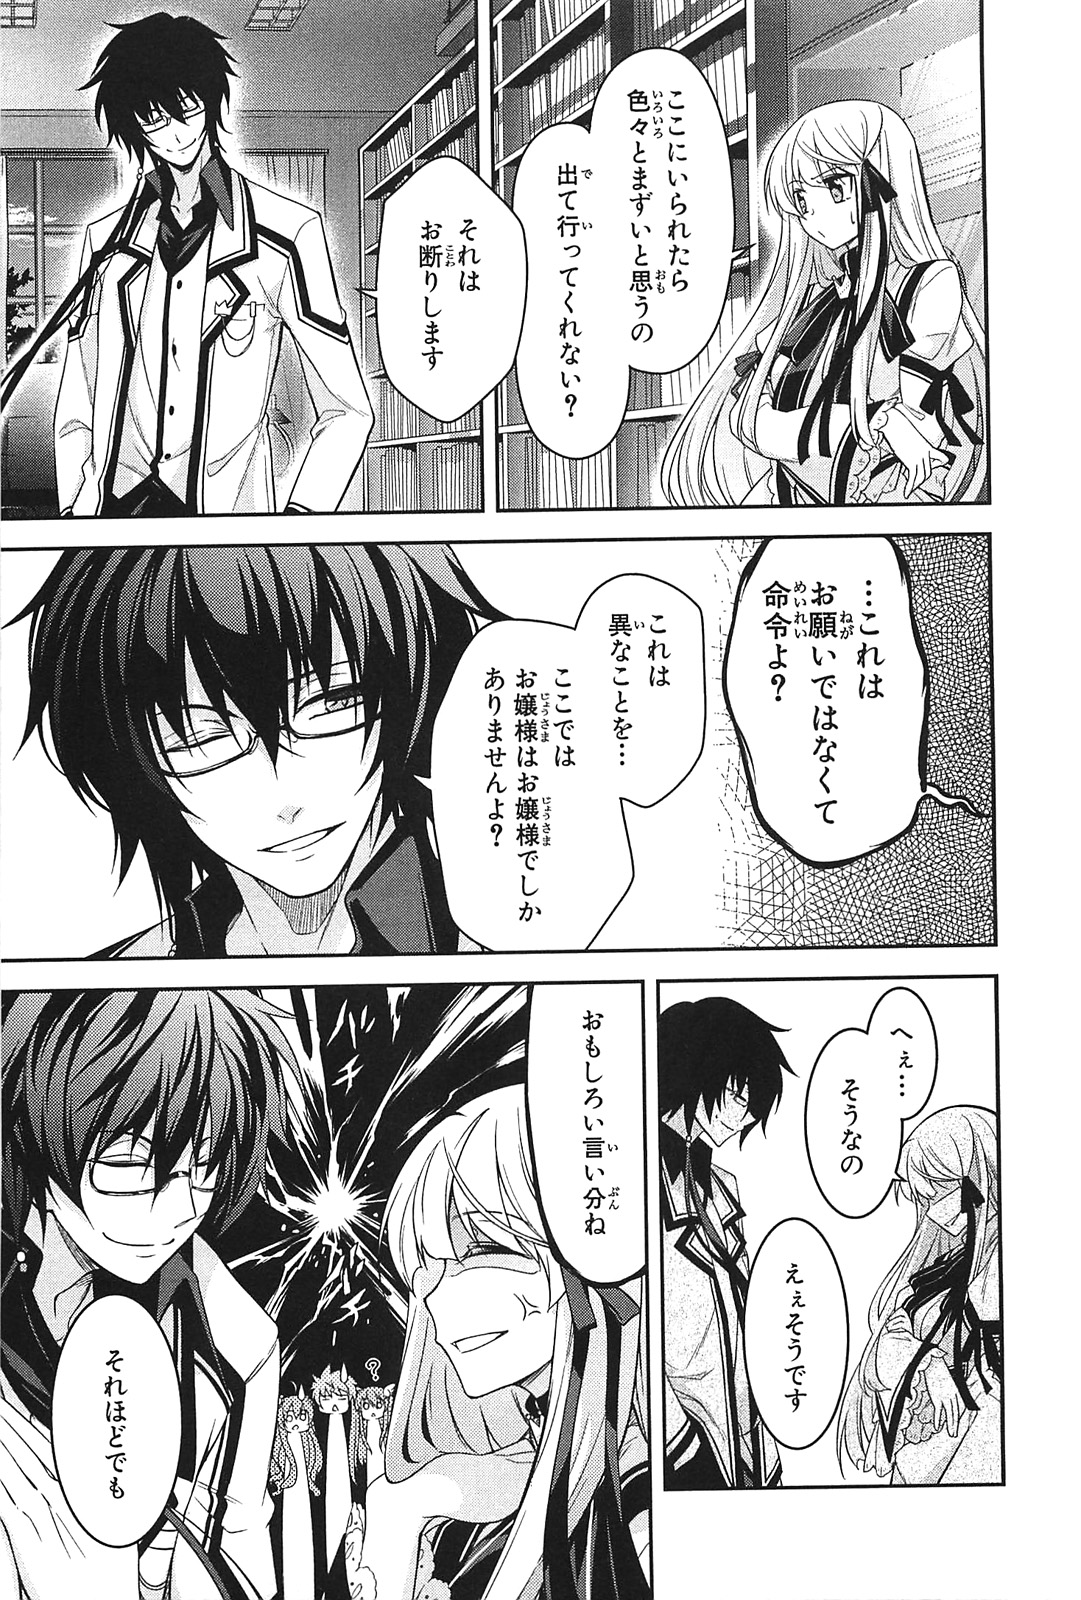 ここにいられたら
色々とまずいと思うの
出て行ってくれない？
それは
お断りします
…これは
お願いではなくて
命令よ？
これは
異なことを…
ここでは
お嬢様はお嬢様でしか
ありませんよ？
へぇ…
そうなの
ええそうです
おもしろい言い分ね
チ
チ
？
それほどでも